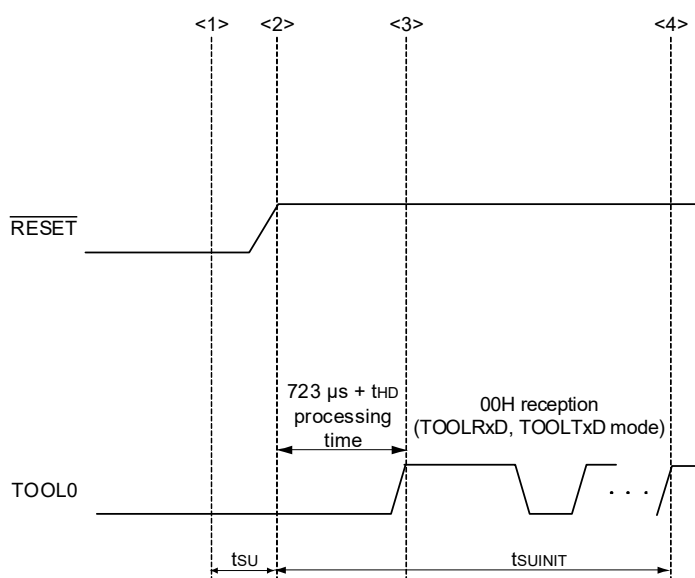 <1> <2> <3> <4>
RESET
723 µs + tHD
processing
time
00H reception
(TOOLRxD, TOOLTxD mode)
TOOL0
. . .
tSU
tSUINIT